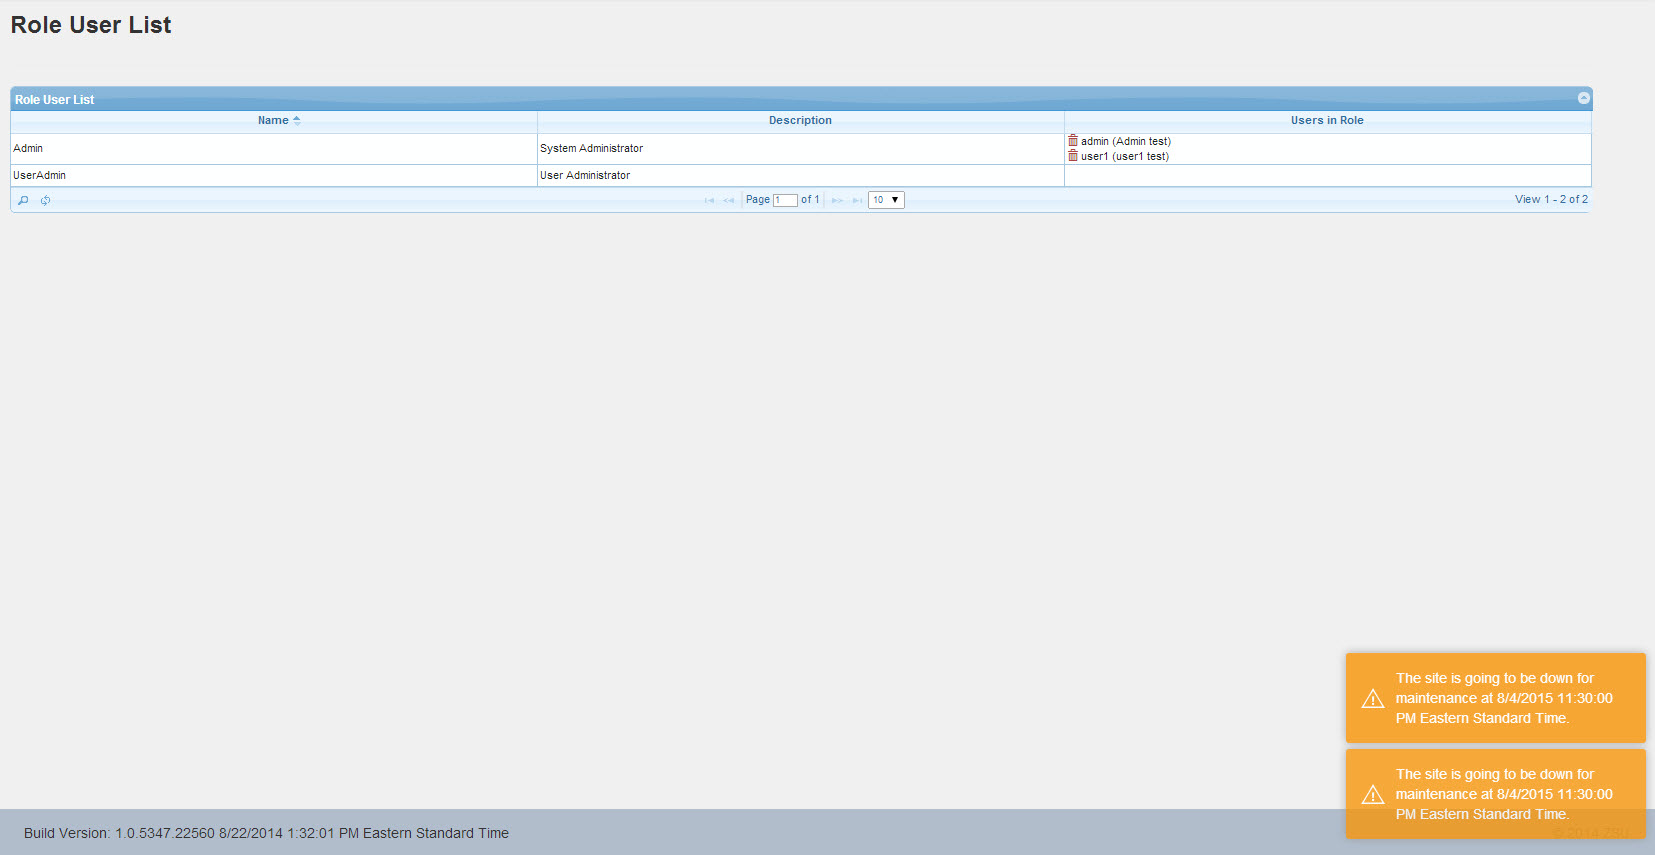 Role User List
Role User List
Name Description Users in Role
Admin System Administrator admin (Admin test)
user1 (user1 test)
UserAdmin User Administrator
Page 1 of 1 10 View 1 - 2 of 2
The site is going to be down for
maintenance at 8/4/2015 11:30:00
PM Eastern Standard Time.
The site is going to be down for
maintenance at 8/4/2015 11:30:00
PM Eastern Standard Time.
Build Version: 1.0.5347.22560 8/22/2014 1:32:01 PM Eastern Standard Time © 2014